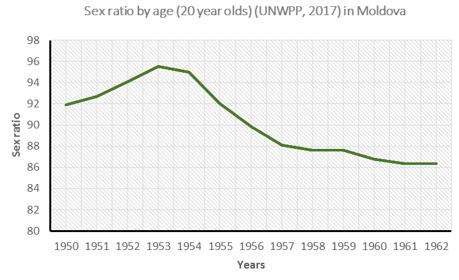 Sex ratio by age (20 year olds) (UNWPP, 2017) in Moldova
98
96
94
92
90
88
86
84
82
80
Sex ratio
1950 1951 1952 1953 1954 1955 1956 1957 1958 1959 1960 1961 1962
Years